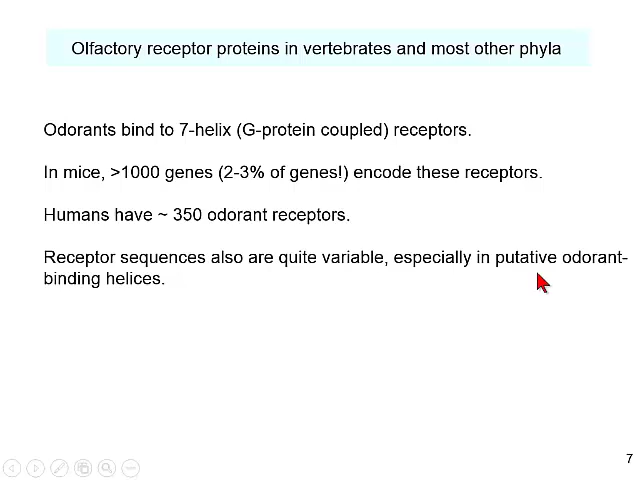 Olfactory receptor proteins in vertebrates and most other phyla
Odorants bind to 7-helix (G-protein coupled) receptors.
In mice, >1000 genes (2-3% of genes!) encode these receptors.
Humans have ~ 350 odorant receptors.
Receptor sequences also are quite variable, especially in putative odorant-
binding helices.
7